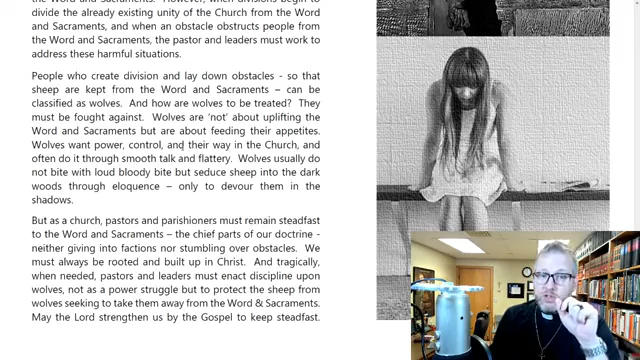 the Word and Sacraments. However, when divisions begin to
divide the already existing unity of the Church from the Word
and Sacraments, and when an obstacle obstructs people from
the Word and Sacraments, the pastor and leaders must work to
address these harmful situations.
People who create division and lay down obstacles - so that
sheep are kept from the Word and Sacraments – can be
classified as wolves. And how are wolves to be treated? They
must be fought against. Wolves are ‘not’ about uplifting the
Word and Sacraments but are about feeding their appetites.
Wolves want power, control, and their way in the Church, and
often do it through smooth talk and flattery. Wolves usually do
not bite with loud bloody bite but seduce sheep into the dark
woods through eloquence – only to devour them in the
shadows.
But as a church, pastors and parishioners must remain steadfast
to the Word and Sacraments – the chief parts of our doctrine -
neither giving into factions nor stumbling over obstacles. We
must always be rooted and built up in Christ. And tragically,
when needed, pastors and leaders must enact discipline upon
wolves, not as a power struggle but to protect the sheep from
wolves seeking to take them away from the Word & Sacraments.
May the Lord strengthen us by the Gospel to keep steadfast.